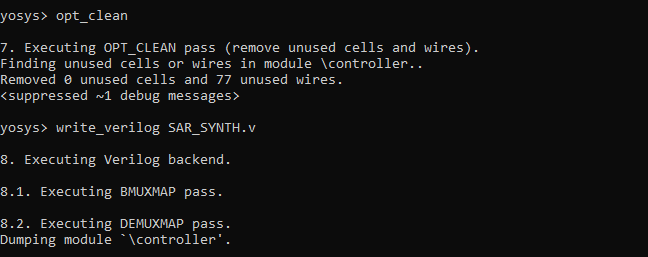 yosys> opt_clean
7. Executing OPT_CLEAN pass (remove unused cells and wires).
Finding unused cells or wires in module \controller..
Removed 0 unused cells and 77 unused wires.
<suppressed ~1 debug messages>
yosys> write_verilog SAR_SYNTH.v
8. Executing Verilog backend.
8.1. Executing BMUXMAP pass.
8.2. Executing DEMUXMAP pass.
Dumping module `\controller'.